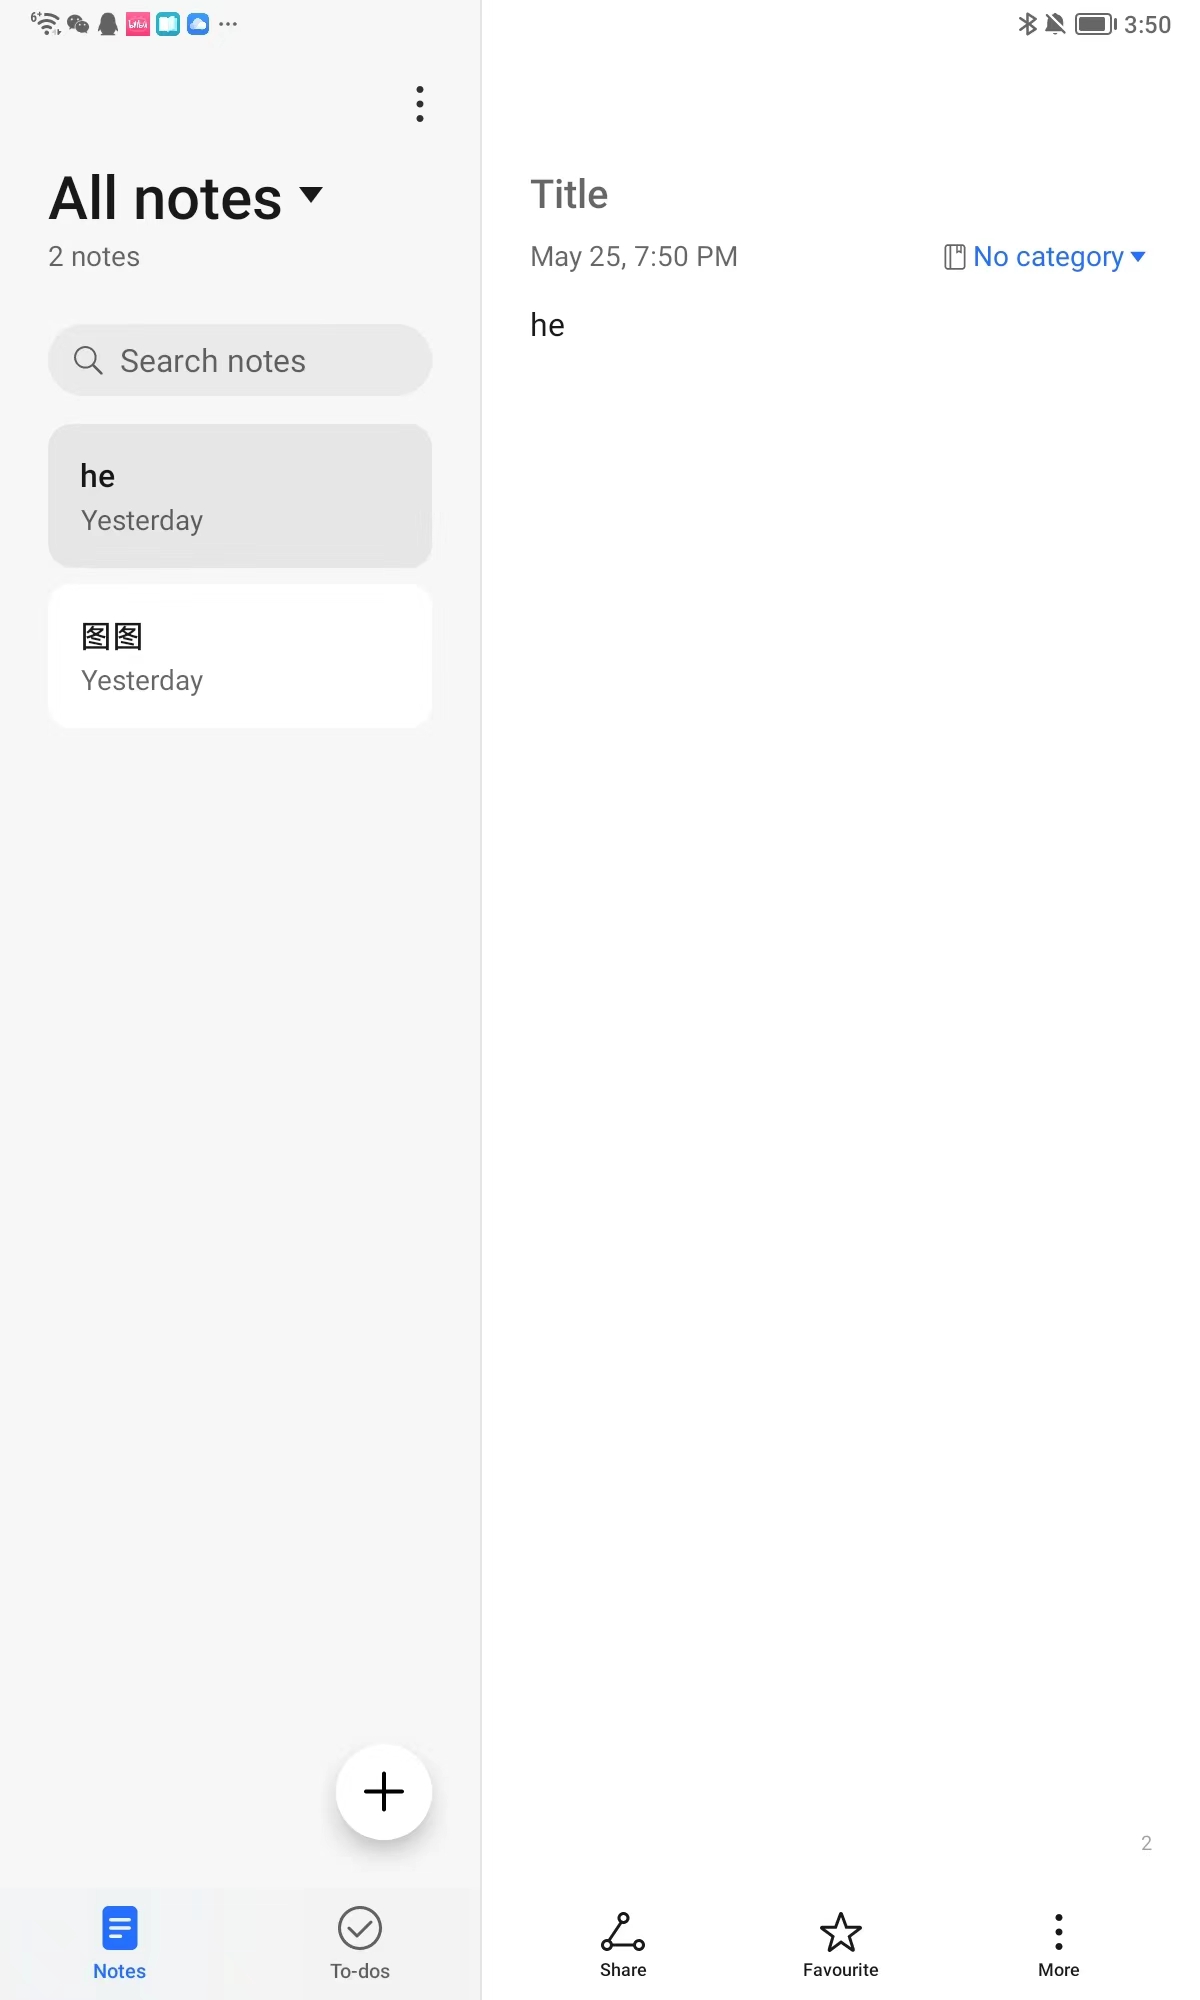 3:50
All notes
2 notes
Search notes
he
Yesterday
图图
Yesterday
Notes
To-dos
Title
May 25, 7:50 PM
No category
he
2
Share
Favourite
More